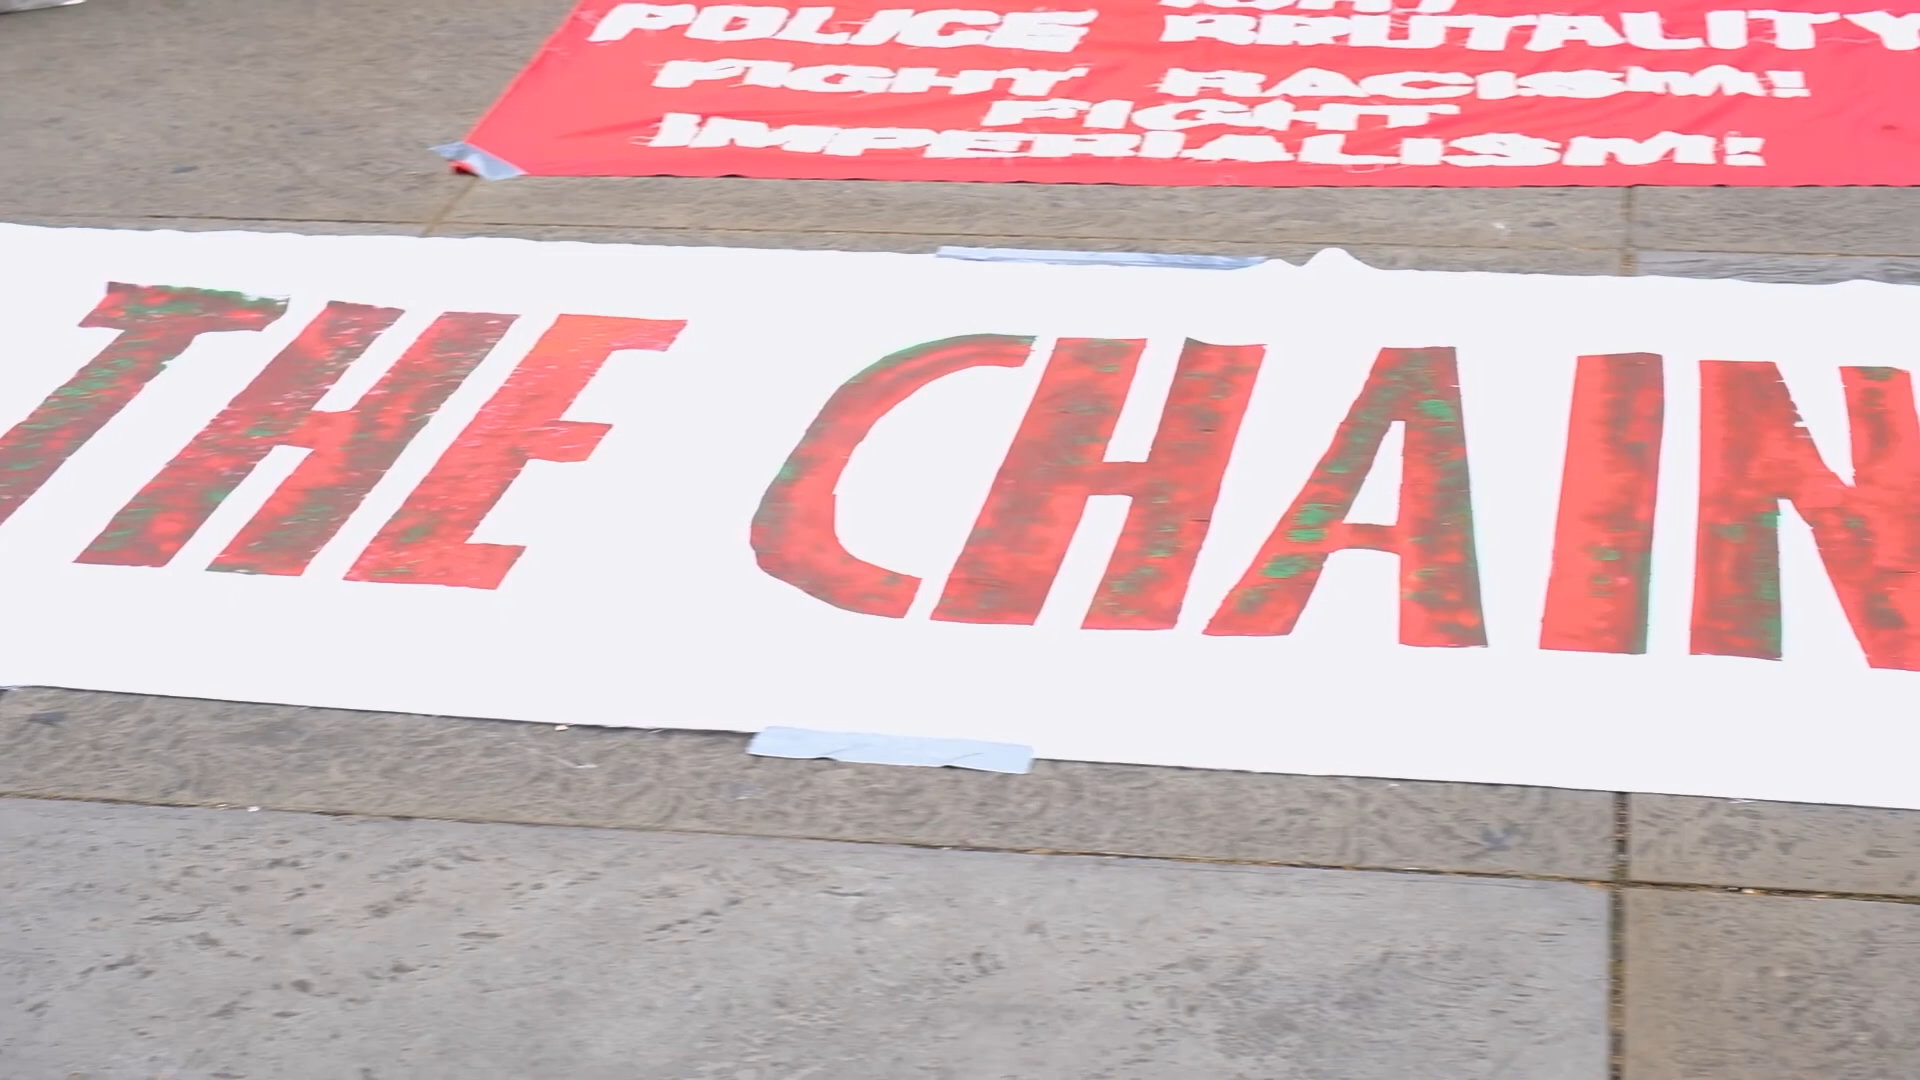 POLICE BRUTALITY
FIGHT RACISM!
FIGHT
IMPERIALISM!
THE CHAIN